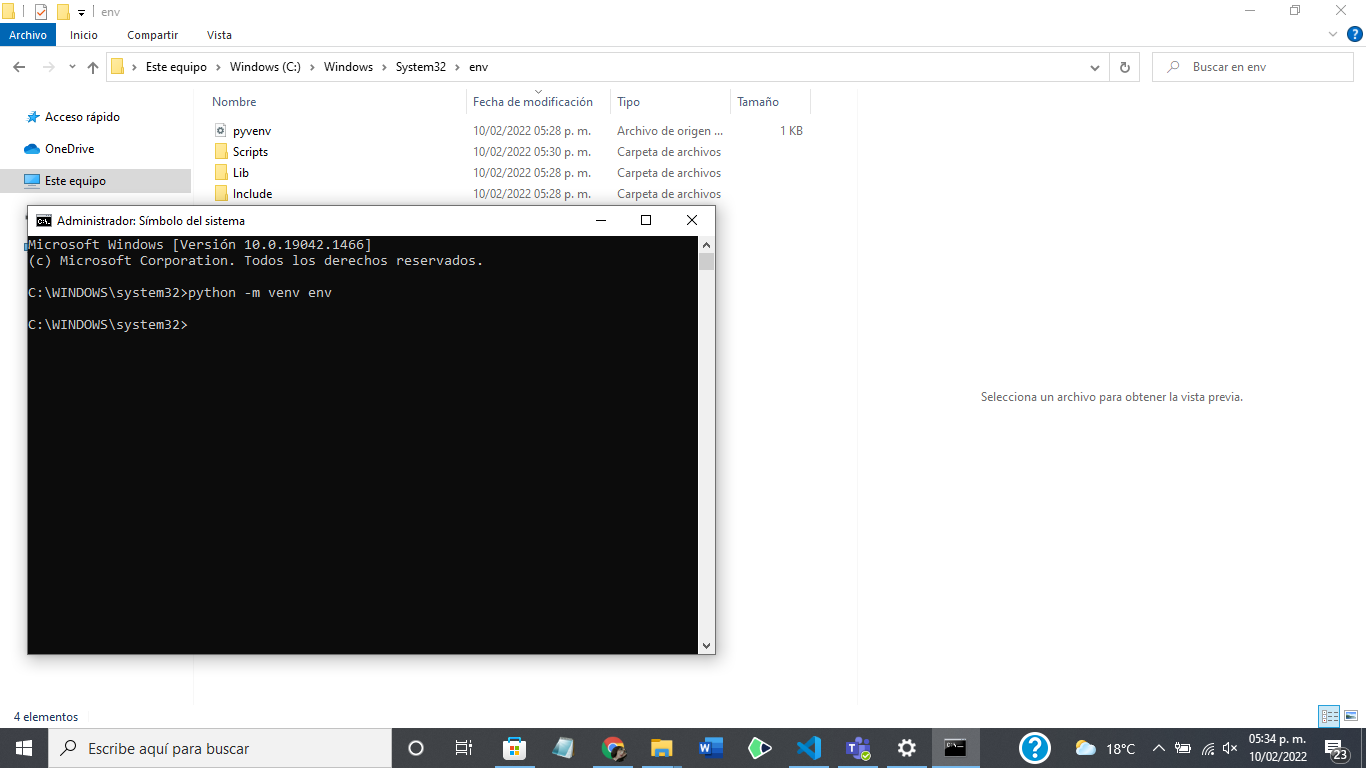 env
Archivo Inicio Compartir Vista
Este equipo Windows (C:) Windows System32 env
Buscar en env
Acceso rápido
OneDrive
Este equipo
Nombre Fecha de modificación Tipo Tamaño
pyvenv 10/02/2022 05:28 p. m. Archivo de origen ... 1 KB
Scripts 10/02/2022 05:30 p. m. Carpeta de archivos
Lib 10/02/2022 05:28 p. m. Carpeta de archivos
Include 10/02/2022 05:28 p. m. Carpeta de archivos
Administrador: Símbolo del sistema
Microsoft Windows [Versión 10.0.19042.1466]
(c) Microsoft Corporation. Todos los derechos reservados.
C:\WINDOWS\system32>python -m venv env
C:\WINDOWS\system32>
Selecciona un archivo para obtener la vista previa.
4 elementos
Escribe aquí para buscar
18°C
05:34 p. m.
10/02/2022
23